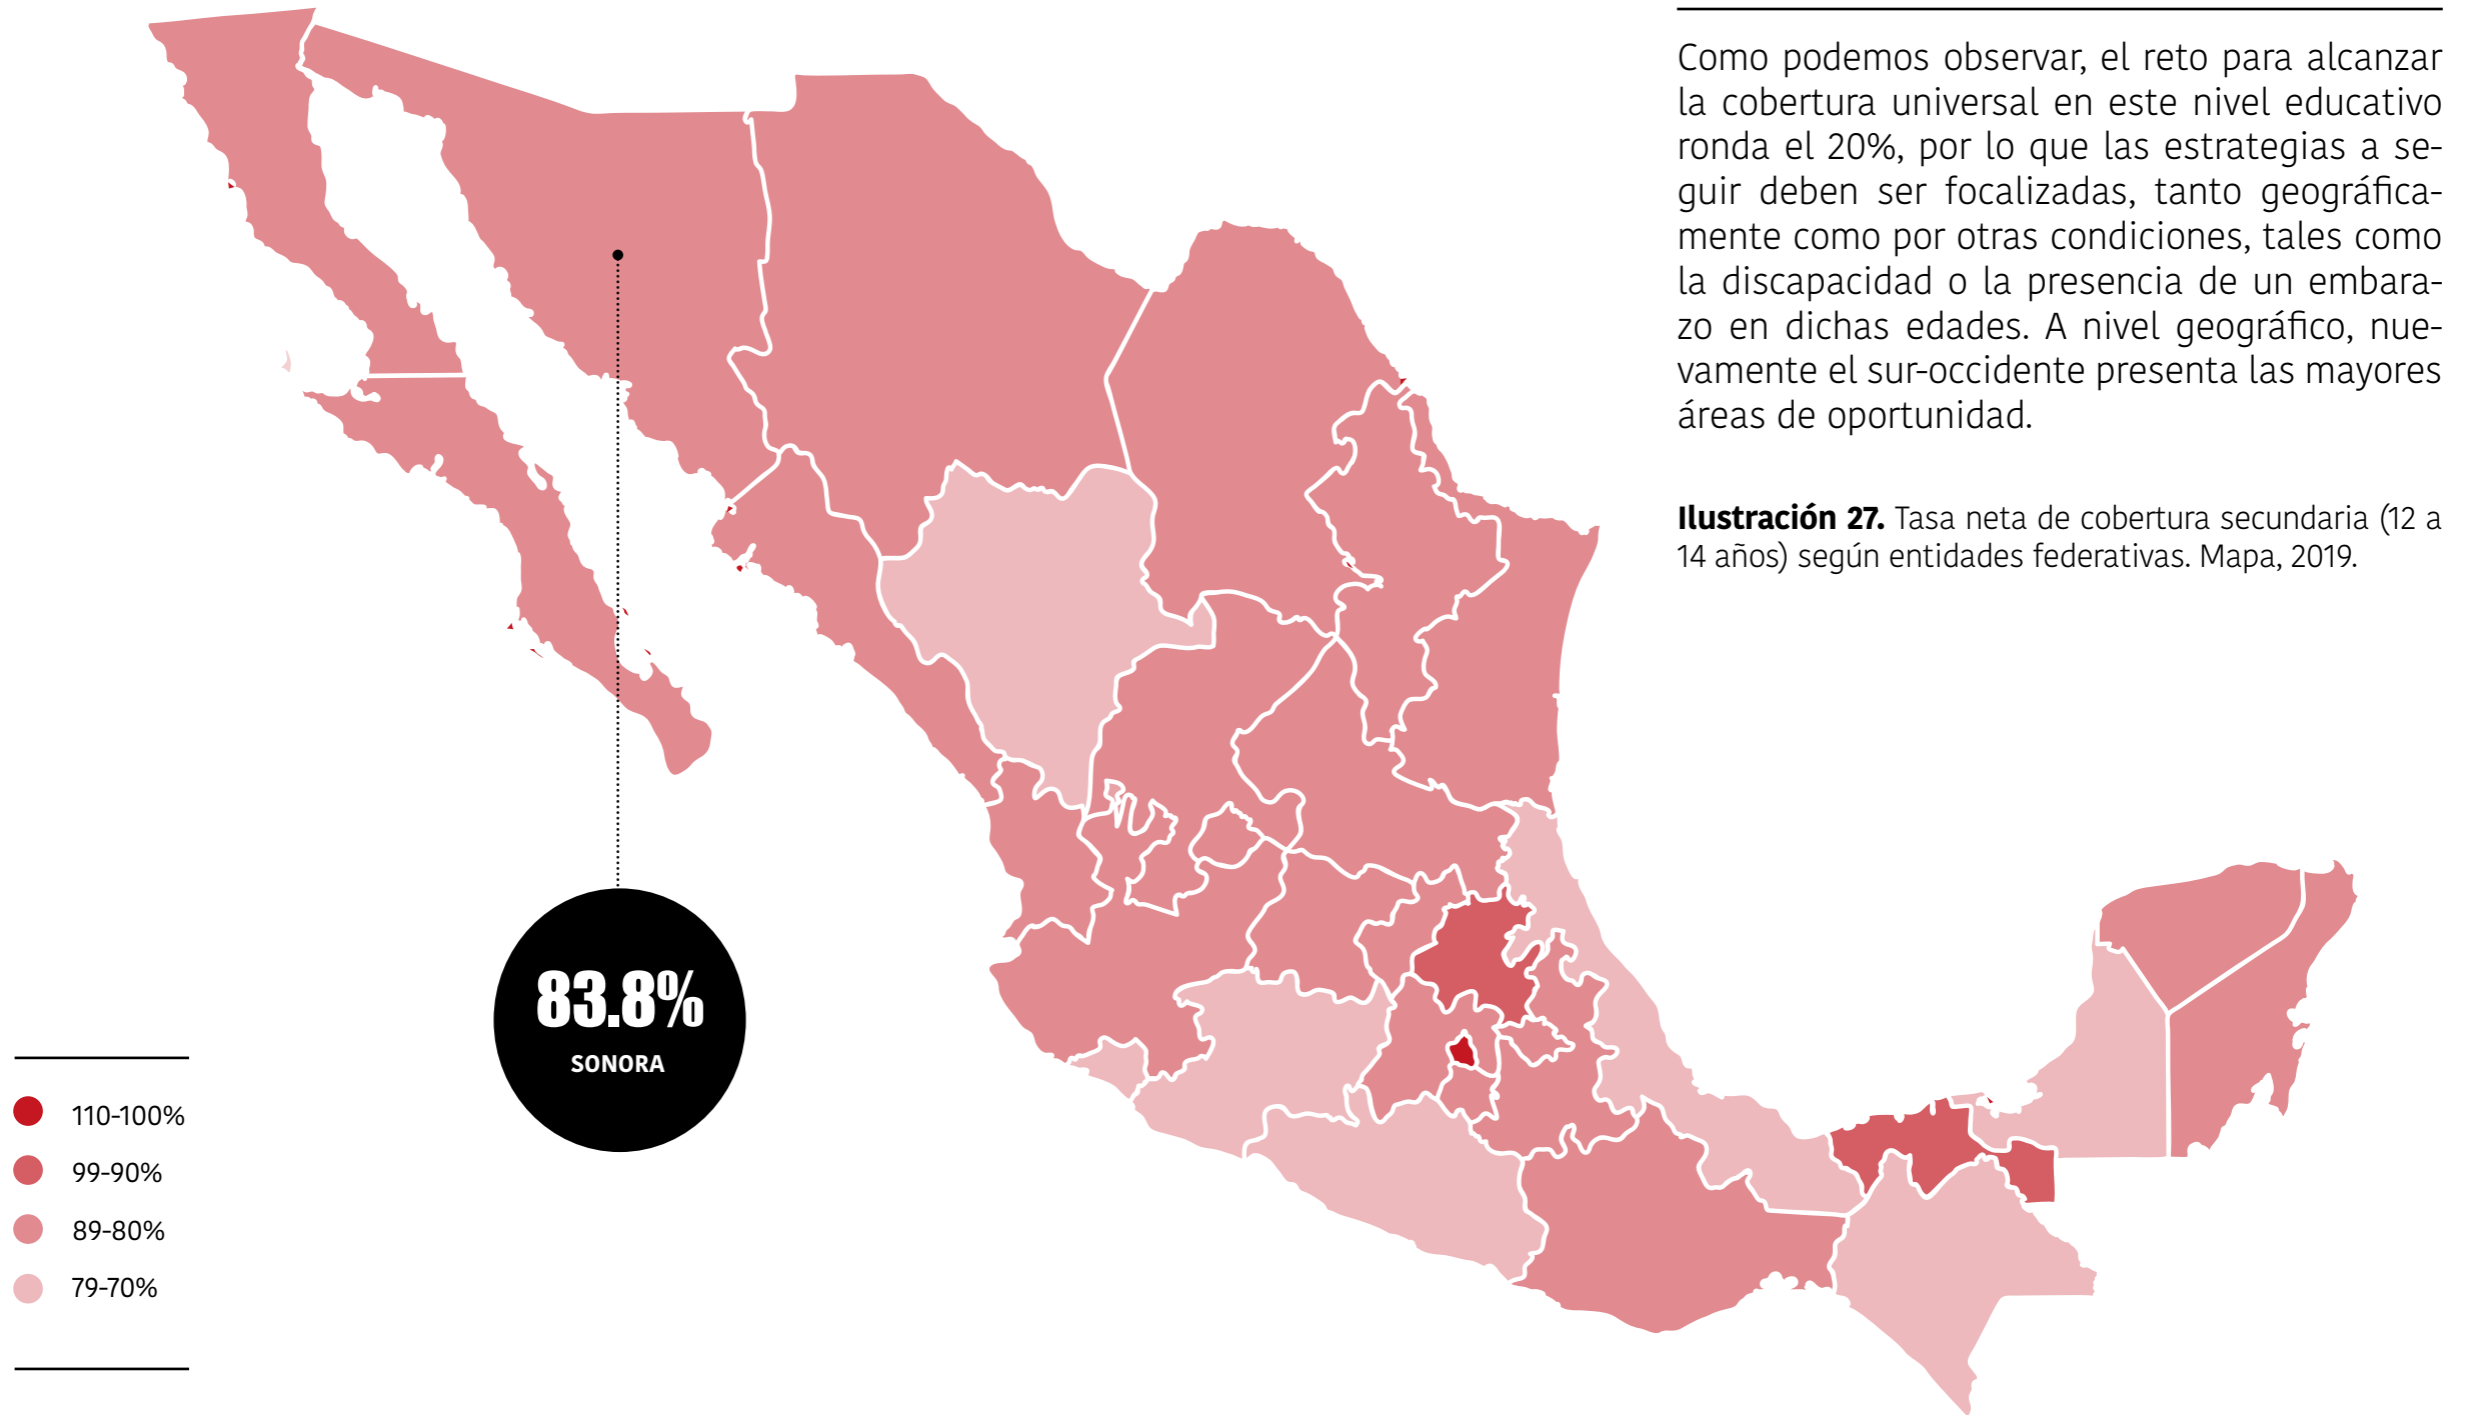 Como podemos observar, el reto para alcanzar
la cobertura universal en este nivel educativo
ronda el 20%, por lo que las estrategias a se-
guir deben ser focalizadas, tanto geográfica-
mente como por otras condiciones, tales como
la discapacidad o la presencia de un embara-
zo en dichas edades. A nivel geográfico, nue-
vamente el sur-occidente presenta las mayores
áreas de oportunidad.
Ilustración 27. Tasa neta de cobertura secundaria (12 a
14 años) según entidades federativas. Mapa, 2019.
83.8%
SONORA
110-100%
99-90%
89-80%
79-70%